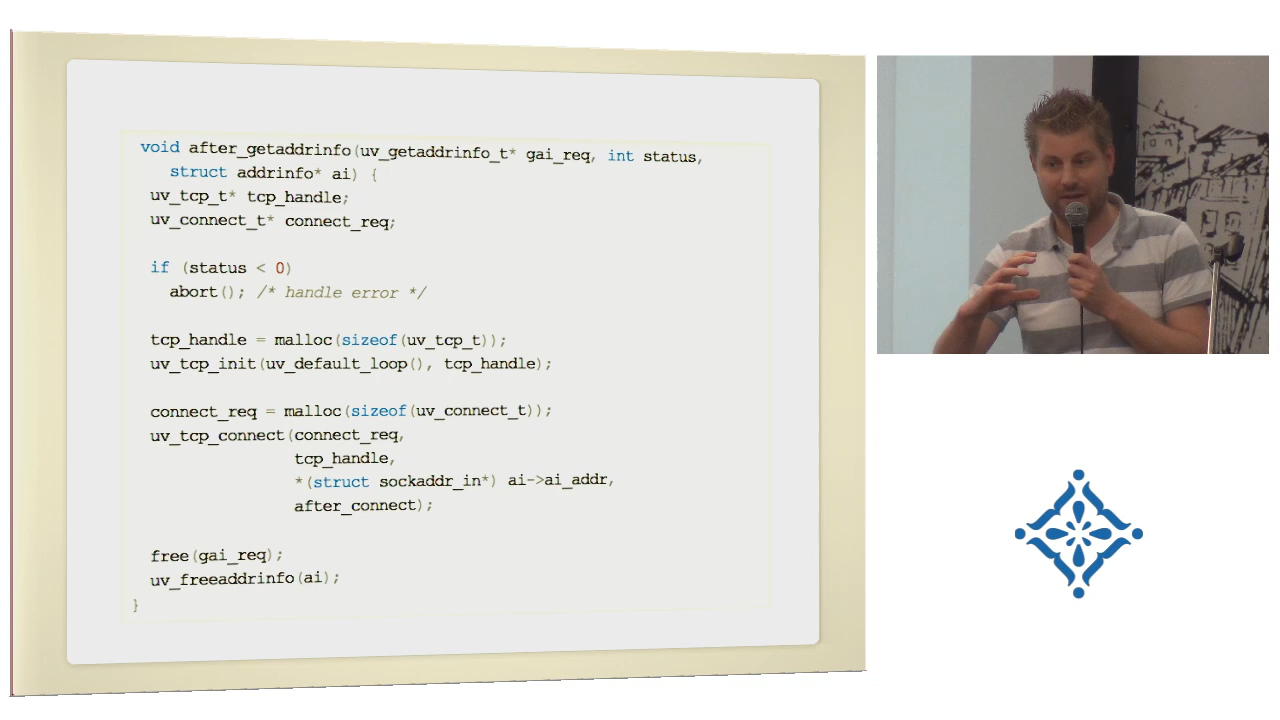 void after_getaddrinfo(uv_getaddrinfo_t* gai_req, int status,
struct addrinfo* ai) {
uv_tcp_t* tcp_handle;
uv_connect_t* connect_req;
if (status < 0)
abort(); /* handle error */
tcp_handle = malloc(sizeof(uv_tcp_t));
uv_tcp_init(uv_default_loop(), tcp_handle);
connect_req = malloc(sizeof(uv_connect_t));
uv_tcp_connect(connect_req,
tcp_handle,
*(struct sockaddr_in*) ai->ai_addr,
after_connect);
free(gai_req);
uv_freeaddrinfo(ai);
}